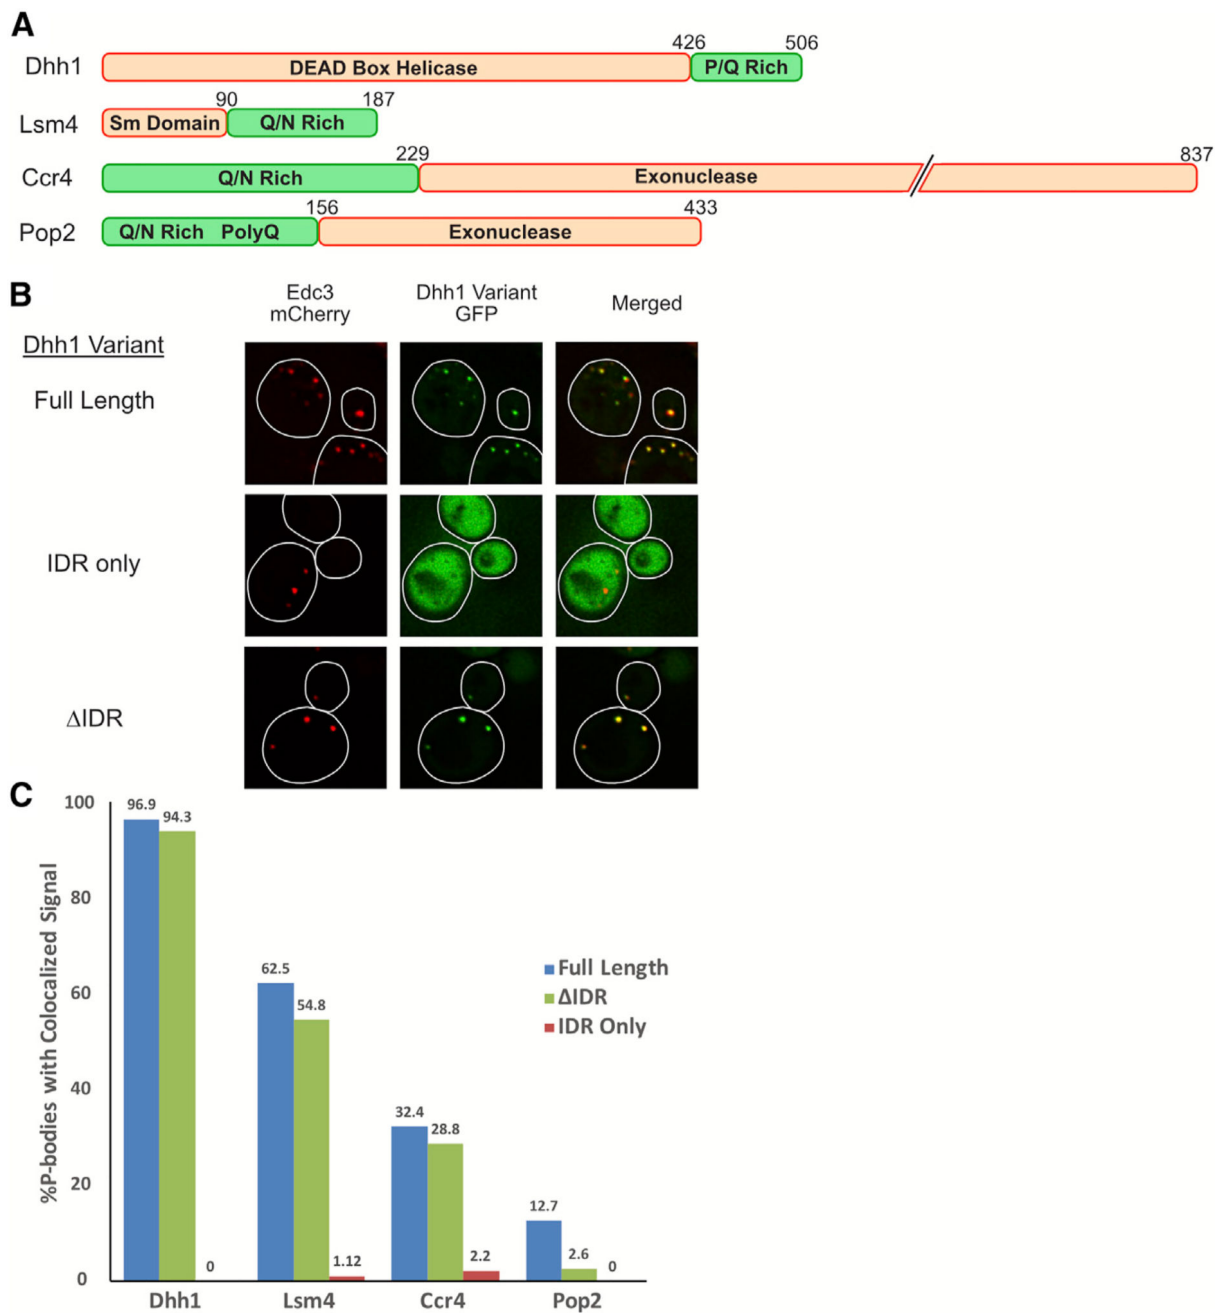 A
Dhh1
DEAD Box Helicase
426
P/Q Rich
506
Lsm4
Sm Domain
90
Q/N Rich
187
Ccr4
Q/N Rich
229
Exonuclease
837
Pop2
Q/N Rich PolyQ
156
Exonuclease
433
B
Edc3
mCherry
Dhh1 Variant
GFP
Merged
Dhh1 Variant
Full Length
IDR only
ΔIDR
C
%P-bodies with Colocalized Signal
100
80
60
40
20
0
96.9
94.3
0
62.5
54.8
1.12
32.4
28.8
2.2
12.7
2.6
0
Full Length
ΔIDR
IDR Only
Dhh1
Lsm4
Ccr4
Pop2